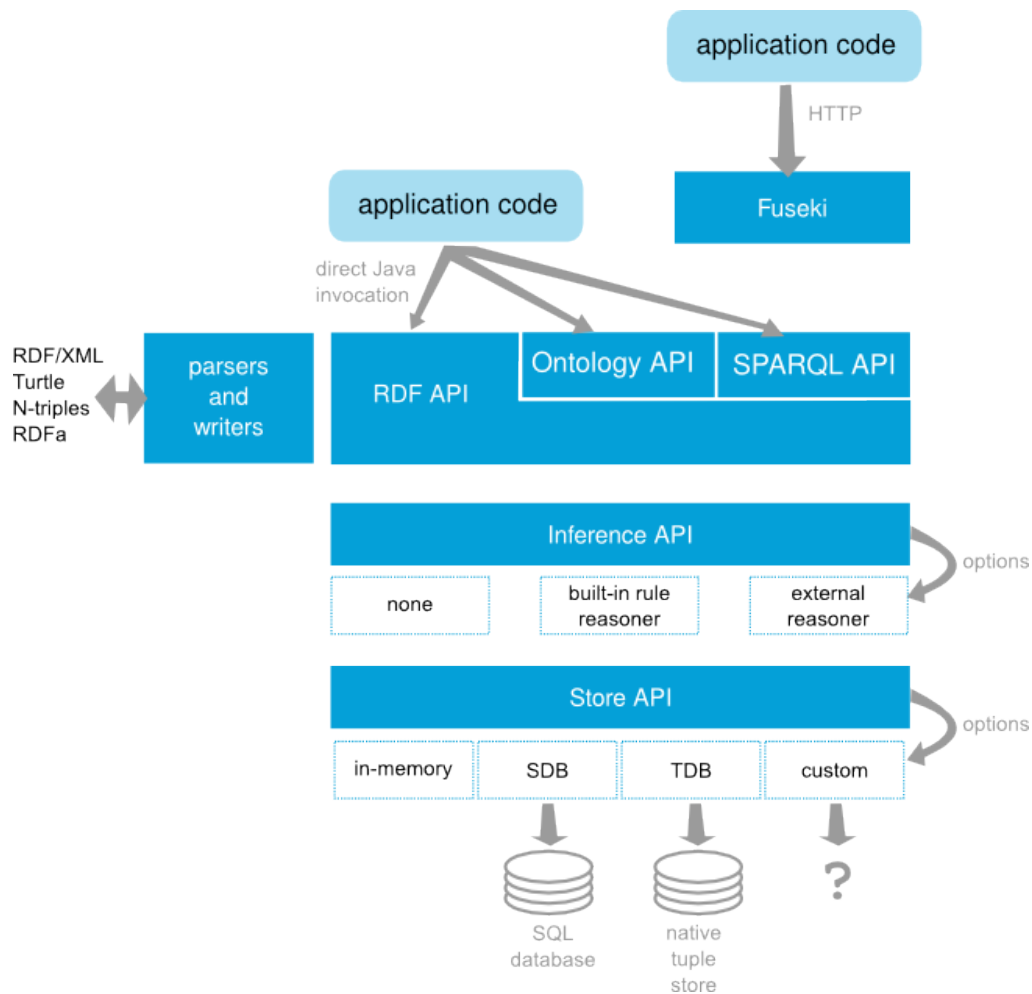 application code
HTTP
Fuseki
application code
direct Java
invocation
RDF/XML
Turtle
N-triples
RDFa
parsers
and
writers
RDF API
Ontology API
SPARQL API
Inference API
options
none
built-in rule
reasoner
external
reasoner
Store API
options
in-memory
SDB
TDB
custom
?
SQL
database
native
tuple
store